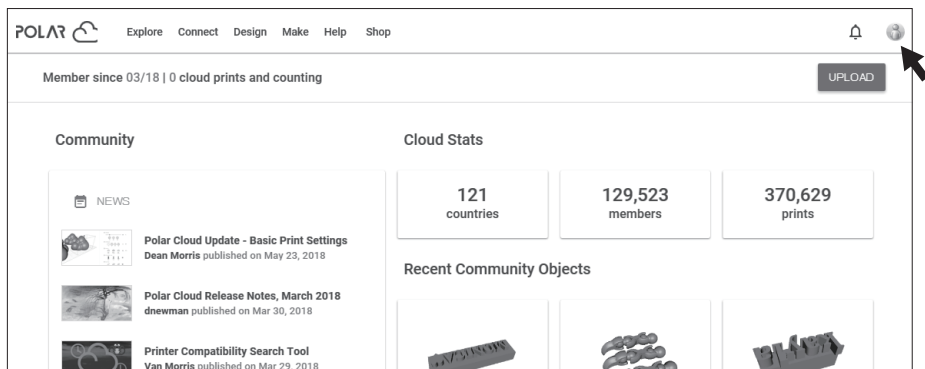 POLAR
Explore Connect Design Make Help Shop
Member since 03/18 | 0 cloud prints and counting
UPLOAD
Community
NEWS
Polar Cloud Update - Basic Print Settings
Dean Morris published on May 23, 2018
Polar Cloud Release Notes, March 2018
dnewman published on Mar 30, 2018
Printer Compatibility Search Tool
Van Morris published on Mar 29, 2018
Cloud Stats
121
countries
129,523
members
370,629
prints
Recent Community Objects